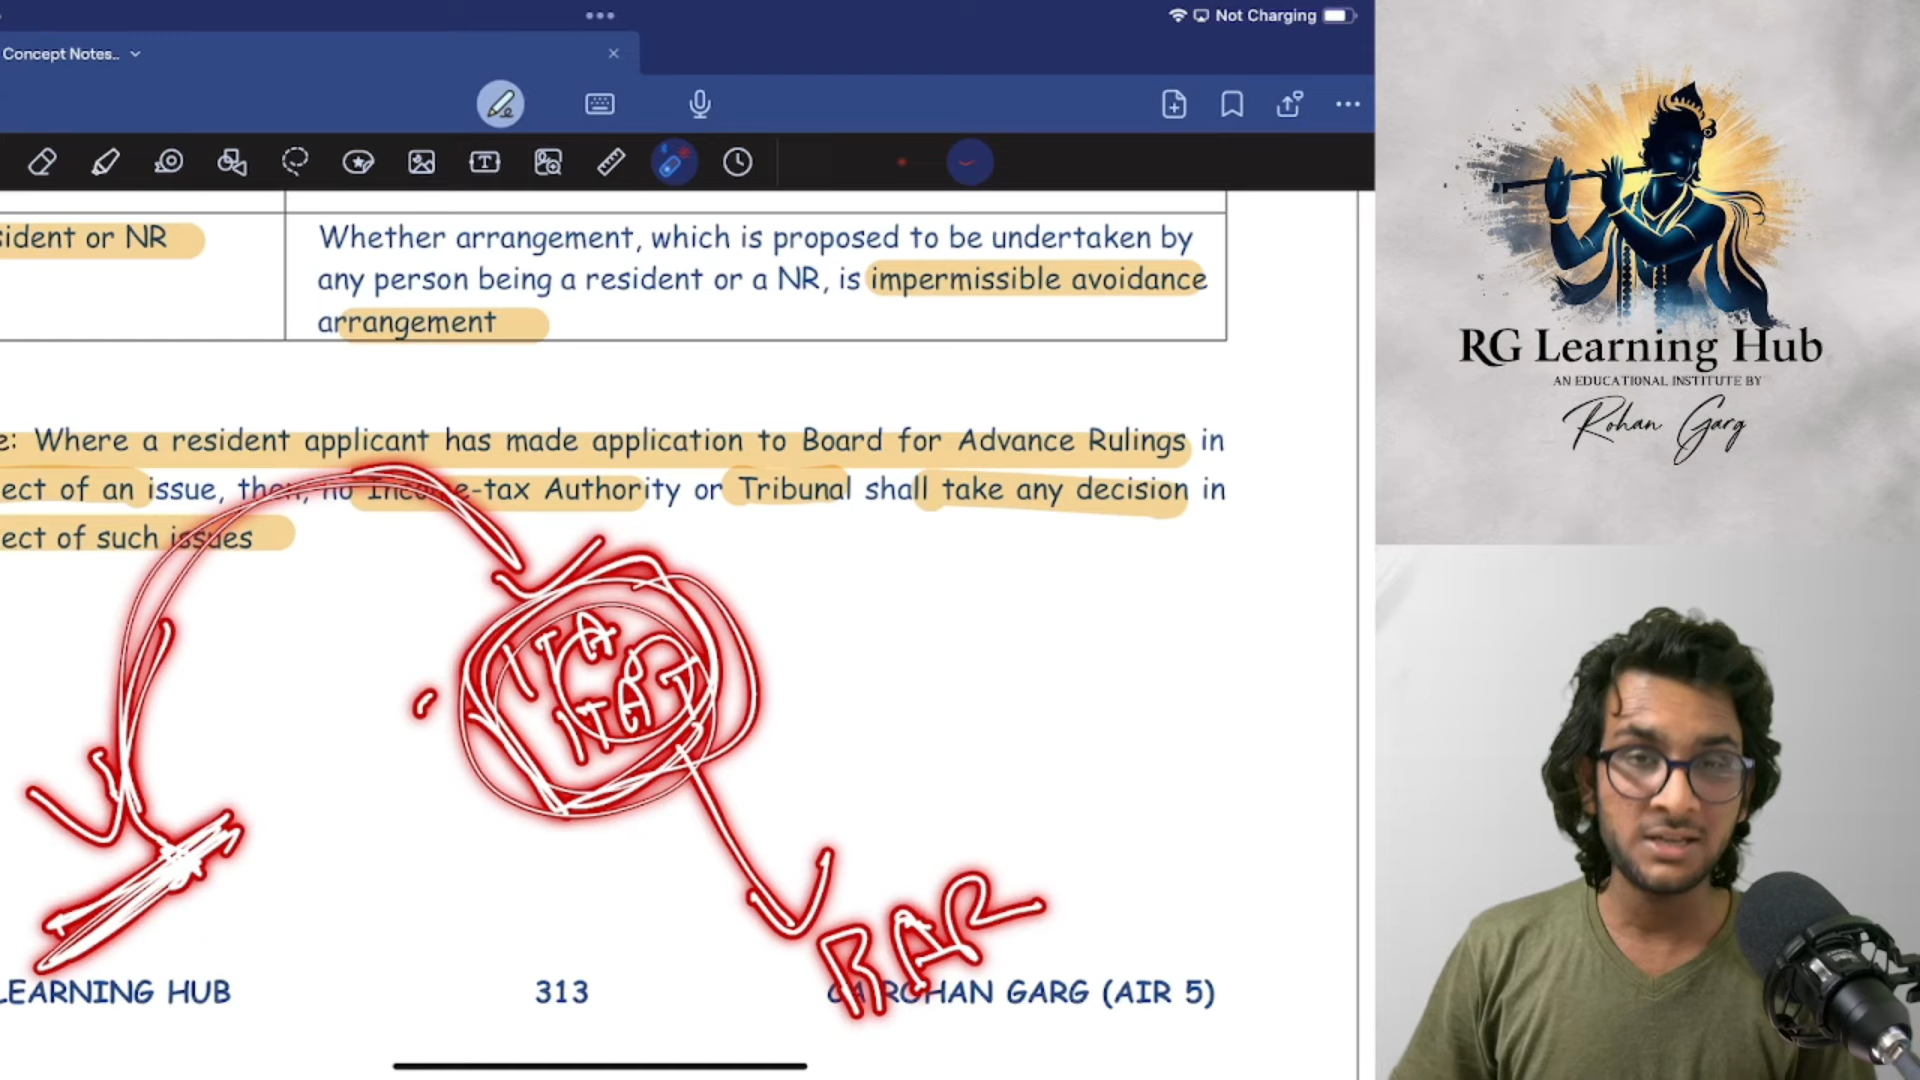 Not Charging
Concept Notes..
sident or NR
Whether arrangement, which is proposed to be undertaken by
any person being a resident or a NR, is impermissible avoidance
arrangement
e: Where a resident applicant has made application to Board for Advance Rulings in
ect of an issue, then, no Income-tax Authority or Tribunal shall take any decision in
ect of such issues
ITA
ITAT
BAR
LEARNING HUB
313
CA ROHAN GARG (AIR 5)
RG Learning Hub
AN EDUCATIONAL INSTITUTE BY
Rohan Garg